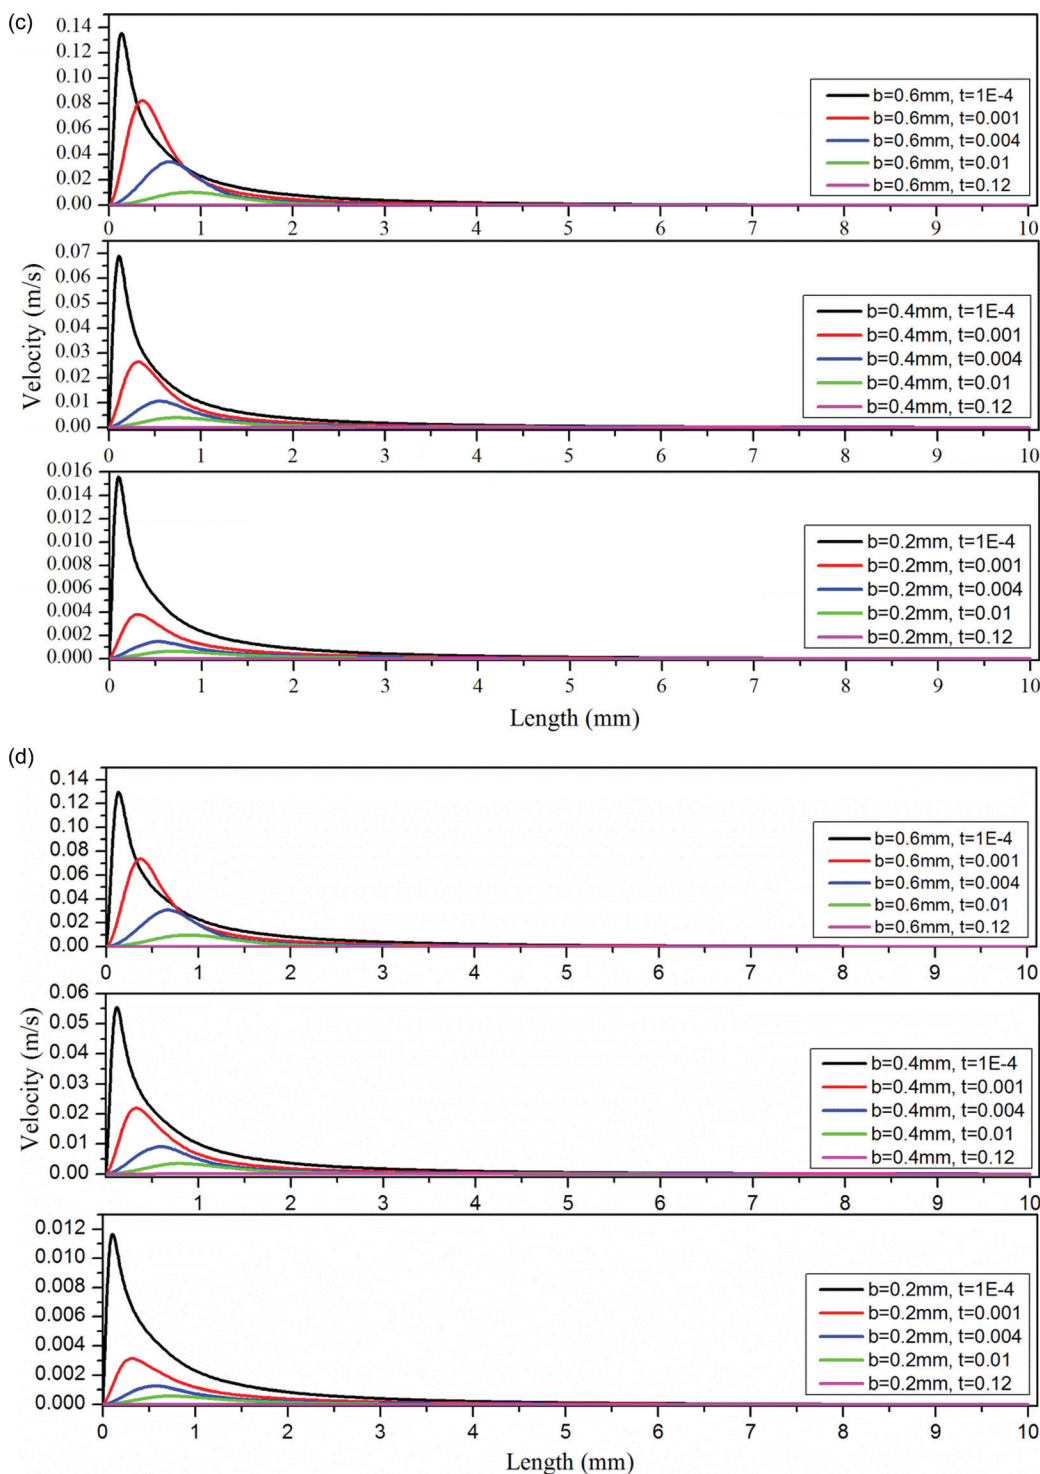 (c)
0.14
0.12
0.10
0.08
0.06
0.04
0.02
0.00
b=0.6mm, t=1E-4
b=0.6mm, t=0.001
b=0.6mm, t=0.004
b=0.6mm, t=0.01
b=0.6mm, t=0.12
0 1 2 3 4 5 6 7 8 9 10
Velocity (m/s)
0.07
0.06
0.05
0.04
0.03
0.02
0.01
0.00
b=0.4mm, t=1E-4
b=0.4mm, t=0.001
b=0.4mm, t=0.004
b=0.4mm, t=0.01
b=0.4mm, t=0.12
0 1 2 3 4 5 6 7 8 9 10
0.016
0.014
0.012
0.010
0.008
0.006
0.004
0.002
0.000
b=0.2mm, t=1E-4
b=0.2mm, t=0.001
b=0.2mm, t=0.004
b=0.2mm, t=0.01
b=0.2mm, t=0.12
0 1 2 3 4 5 6 7 8 9 10
Length (mm)
(d)
0.14
0.12
0.10
0.08
0.06
0.04
0.02
0.00
b=0.6mm, t=1E-4
b=0.6mm, t=0.001
b=0.6mm, t=0.004
b=0.6mm, t=0.01
b=0.6mm, t=0.12
0 1 2 3 4 5 6 7 8 9 10
Velocity (m/s)
0.06
0.05
0.04
0.03
0.02
0.01
0.00
b=0.4mm, t=1E-4
b=0.4mm, t=0.001
b=0.4mm, t=0.004
b=0.4mm, t=0.01
b=0.4mm, t=0.12
1 2 3 4 5 6 7 8 9 10
0.012
0.010
0.008
0.006
0.004
0.002
0.000
b=0.2mm, t=1E-4
b=0.2mm, t=0.001
b=0.2mm, t=0.004
b=0.2mm, t=0.01
b=0.2mm, t=0.12
0 1 2 3 4 5 6 7 8 9 10
Length (mm)